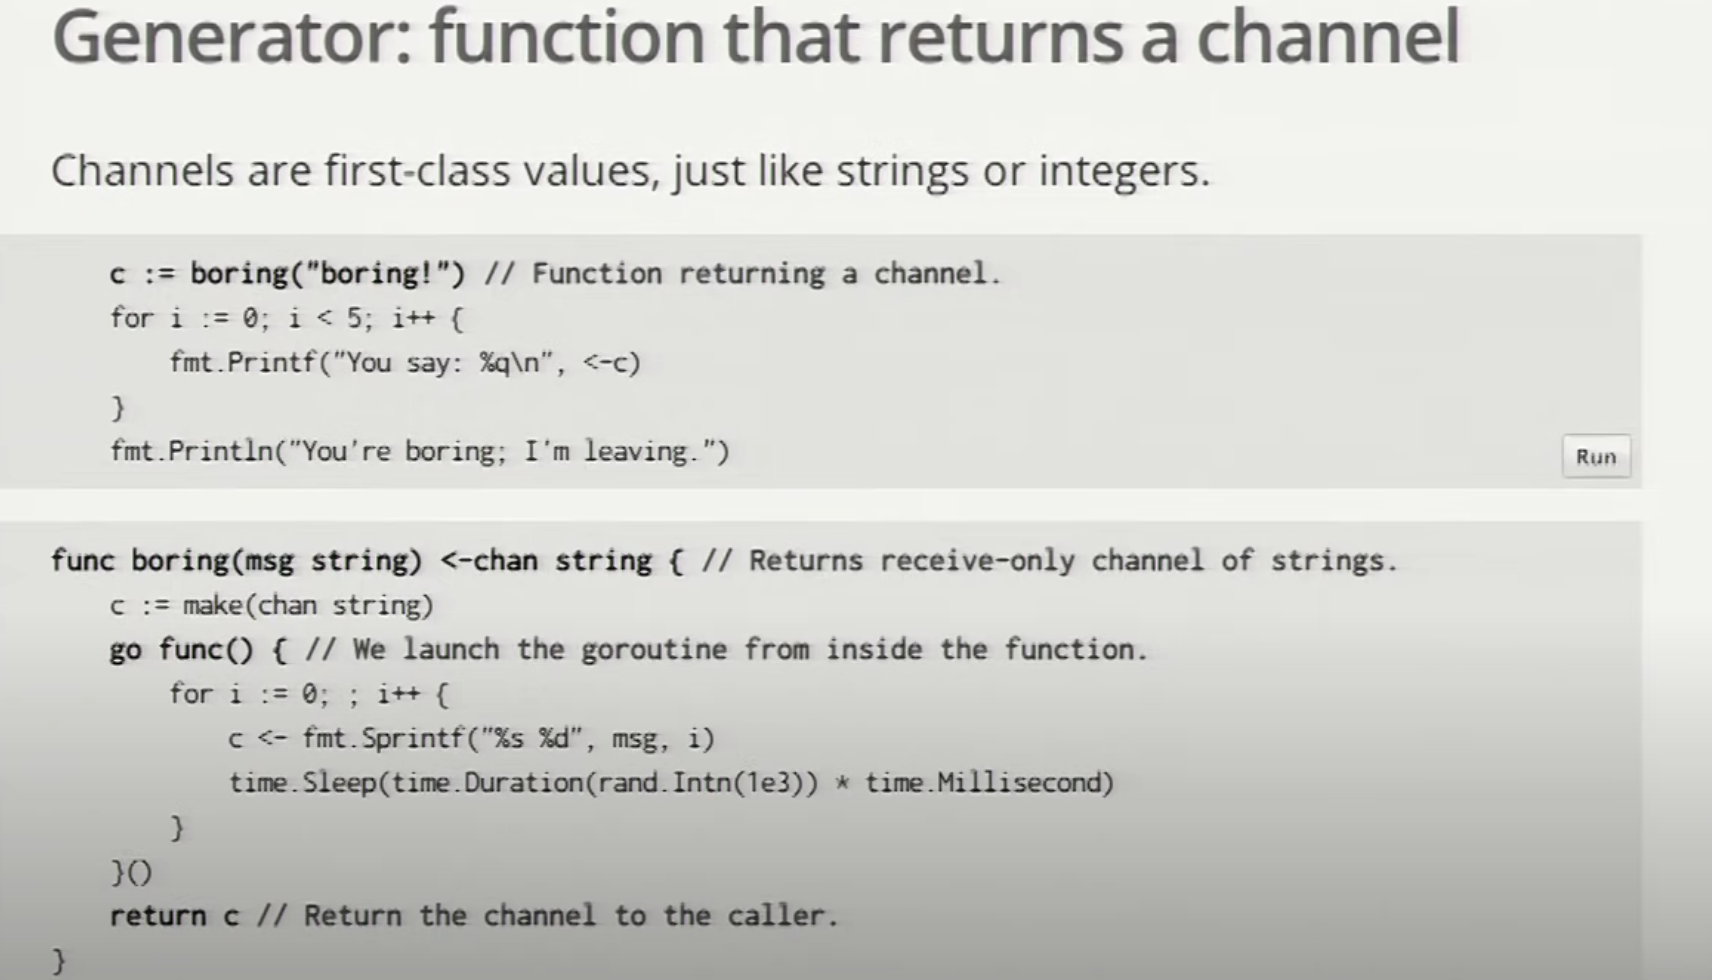 Generator: function that returns a channel
Channels are first-class values, just like strings or integers.
c := boring("boring!") // Function returning a channel.
for i := 0; i < 5; i++ {
fmt.Printf("You say: %q\n", <-c)
}
fmt.Println("You're boring; I'm leaving.")
Run
func boring(msg string) <-chan string { // Returns receive-only channel of strings.
c := make(chan string)
go func() { // We launch the goroutine from inside the function.
for i := 0; ; i++ {
c <- fmt.Sprintf("%s %d", msg, i)
time.Sleep(time.Duration(rand.Intn(1e3)) * time.Millisecond)
}
}()
return c // Return the channel to the caller.
}